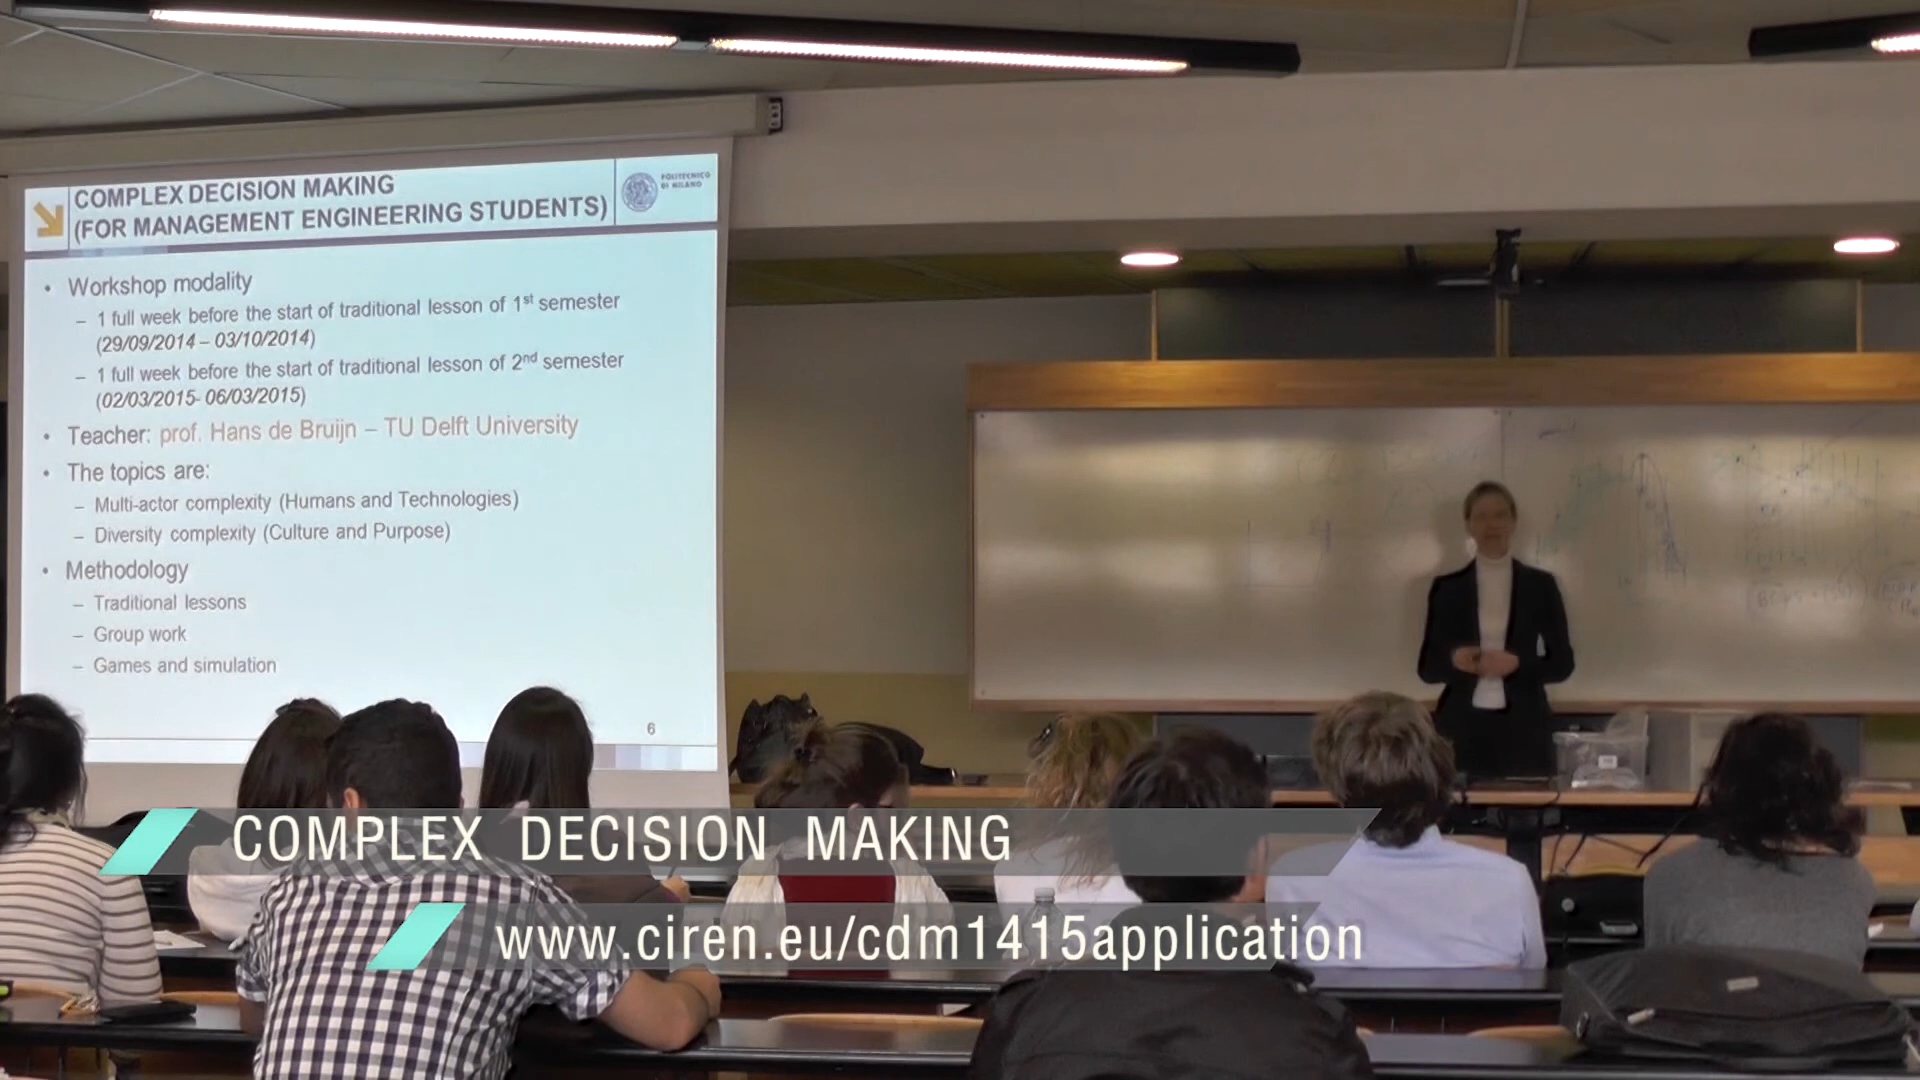 COMPLEX DECISION MAKING
(FOR MANAGEMENT ENGINEERING STUDENTS)
POLITECNICO
DI MILANO
• Workshop modality
– 1 full week before the start of traditional lesson of 1st semester
(29/09/2014 – 03/10/2014)
– 1 full week before the start of traditional lesson of 2nd semester
(02/03/2015- 06/03/2015)
• Teacher: prof. Hans de Bruijn – TU Delft University
• The topics are:
– Multi-actor complexity (Humans and Technologies)
– Diversity complexity (Culture and Purpose)
• Methodology
– Traditional lessons
– Group work
– Games and simulation
6
COMPLEX DECISION MAKING
www.ciren.eu/cdm1415application